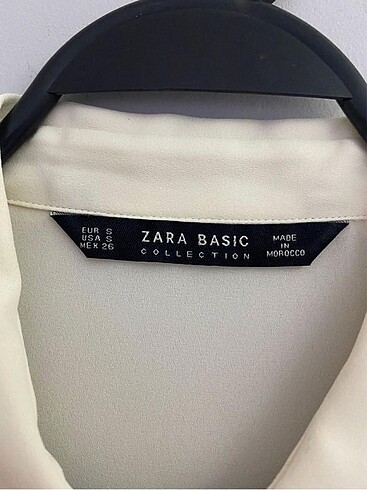 EUR S
USA S
MEX 26
ZARA BASIC
COLLECTION
MADE
IN
MOROCCO